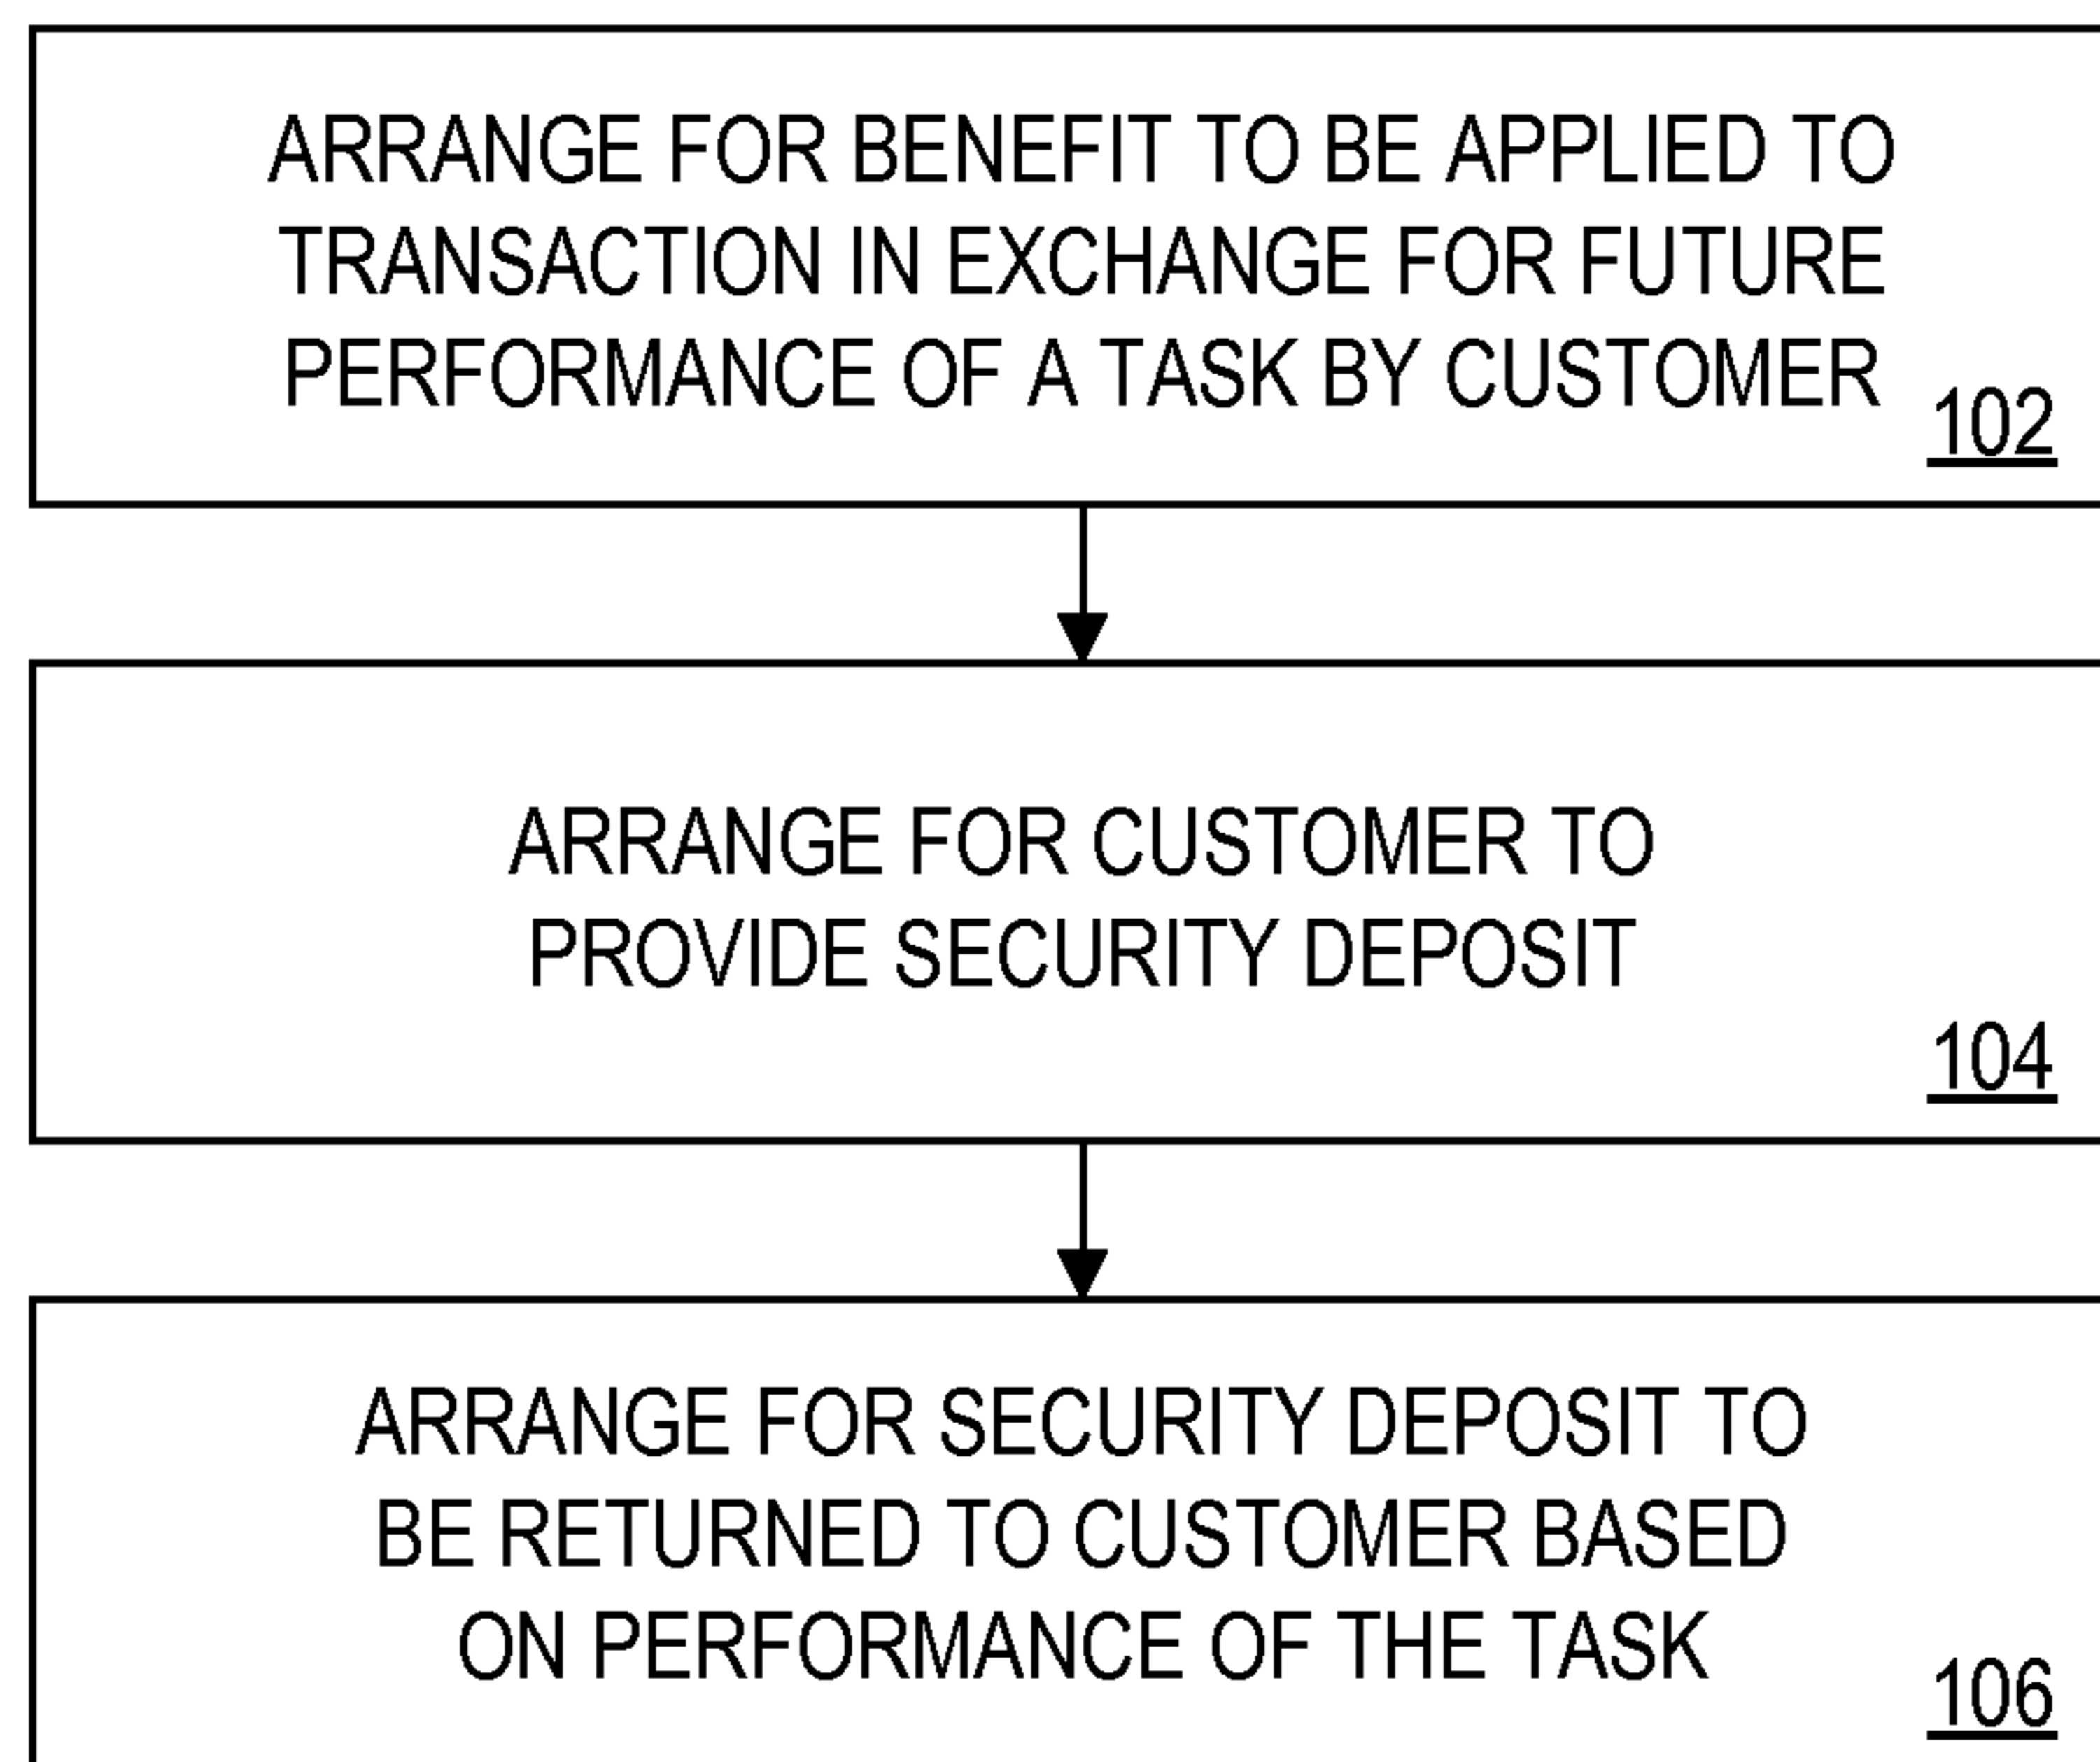 ARRANGE FOR BENEFIT TO BE APPLIED TO
TRANSACTION IN EXCHANGE FOR FUTURE
PERFORMANCE OF A TASK BY CUSTOMER
102
ARRANGE FOR CUSTOMER TO
PROVIDE SECURITY DEPOSIT
104
ARRANGE FOR SECURITY DEPOSIT TO
BE RETURNED TO CUSTOMER BASED
ON PERFORMANCE OF THE TASK
106